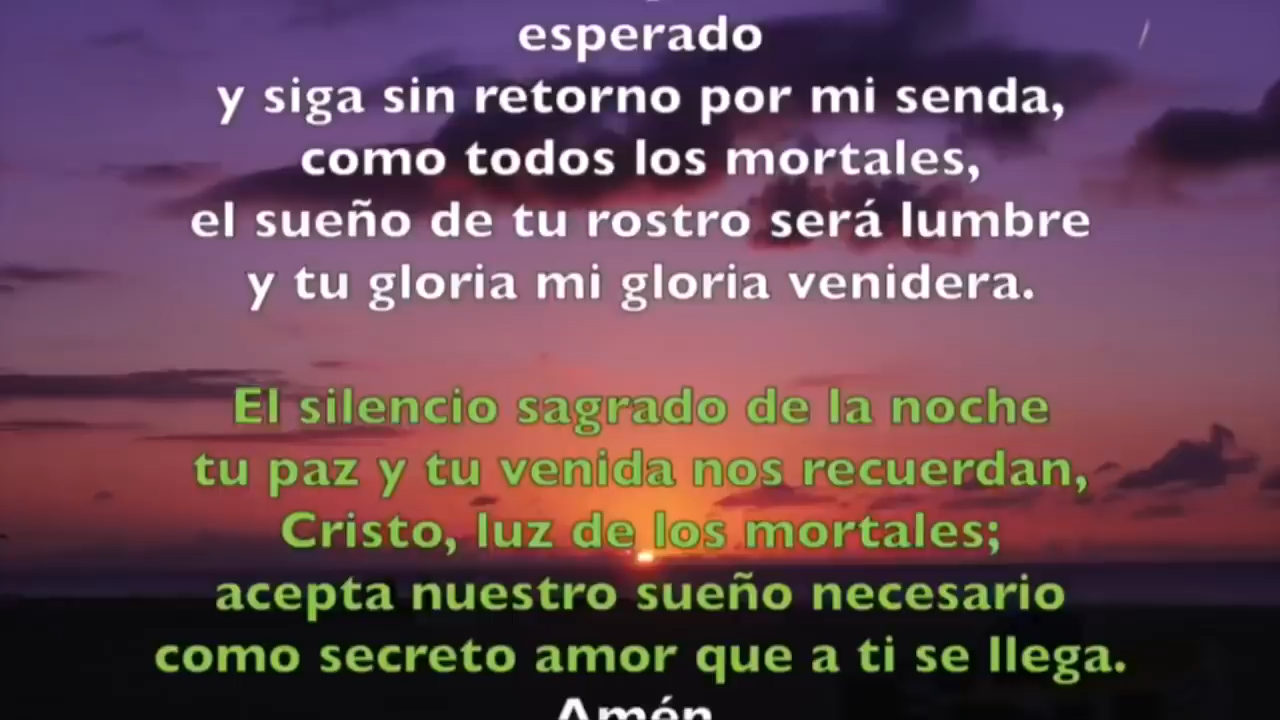 esperado
y siga sin retorno por mi senda,
como todos los mortales,
el sueño de tu rostro será lumbre
y tu gloria mi gloria venidera.
El silencio sagrado de la noche
tu paz y tu venida nos recuerdan,
Cristo, luz de los mortales;
acepta nuestro sueño necesario
como secreto amor que a ti se llega.
Amén